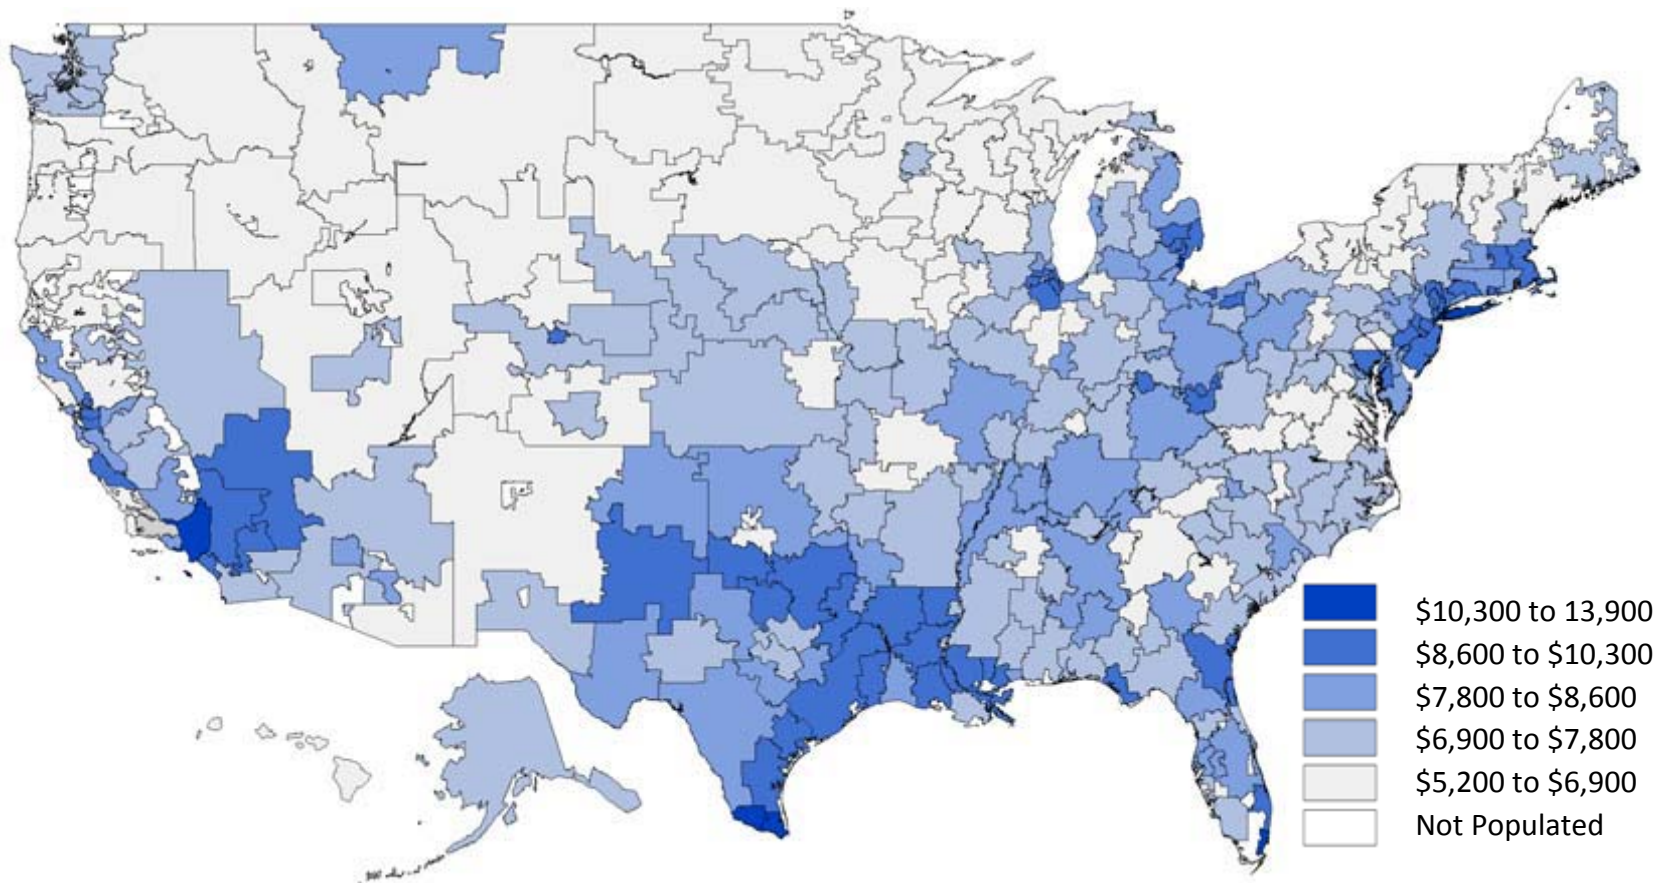 $10,300 to 13,900
$8,600 to $10,300
$7,800 to $8,600
$6,900 to $7,800
$5,200 to $6,900
Not Populated